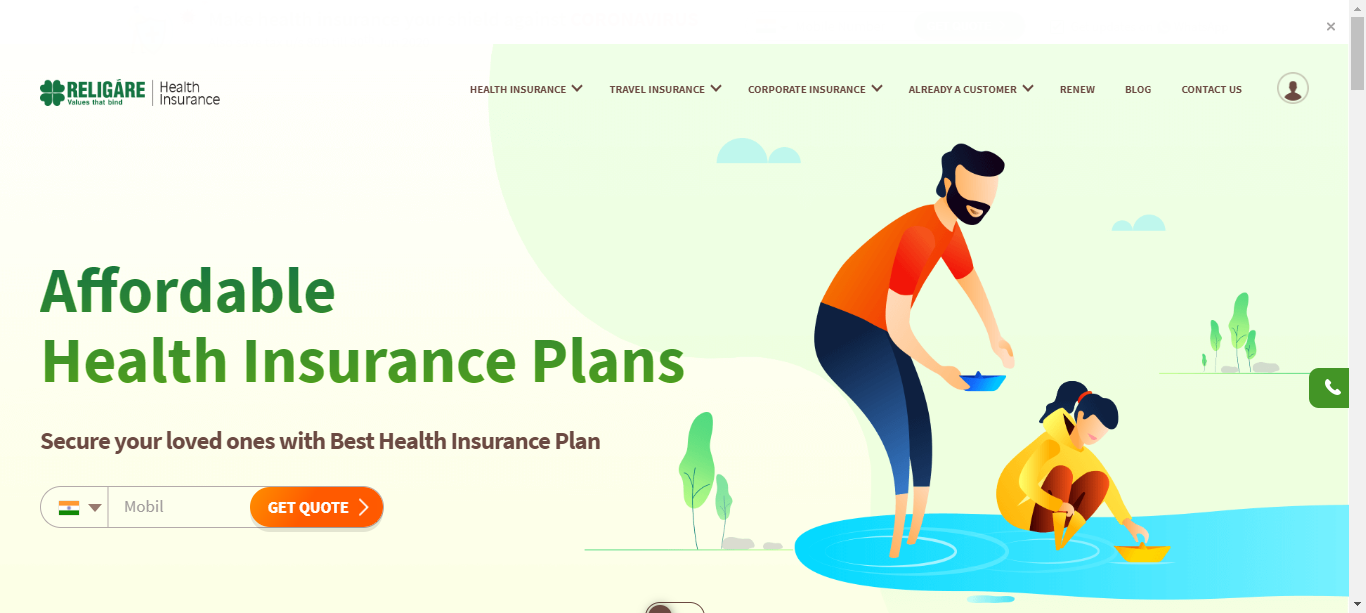 ×
RELIGÁRE
Values that bind
Health
Insurance
HEALTH INSURANCE
TRAVEL INSURANCE
CORPORATE INSURANCE
ALREADY A CUSTOMER
RENEW
BLOG
CONTACT US
Affordable
Health Insurance Plans
Secure your loved ones with Best Health Insurance Plan
Mobil
GET QUOTE